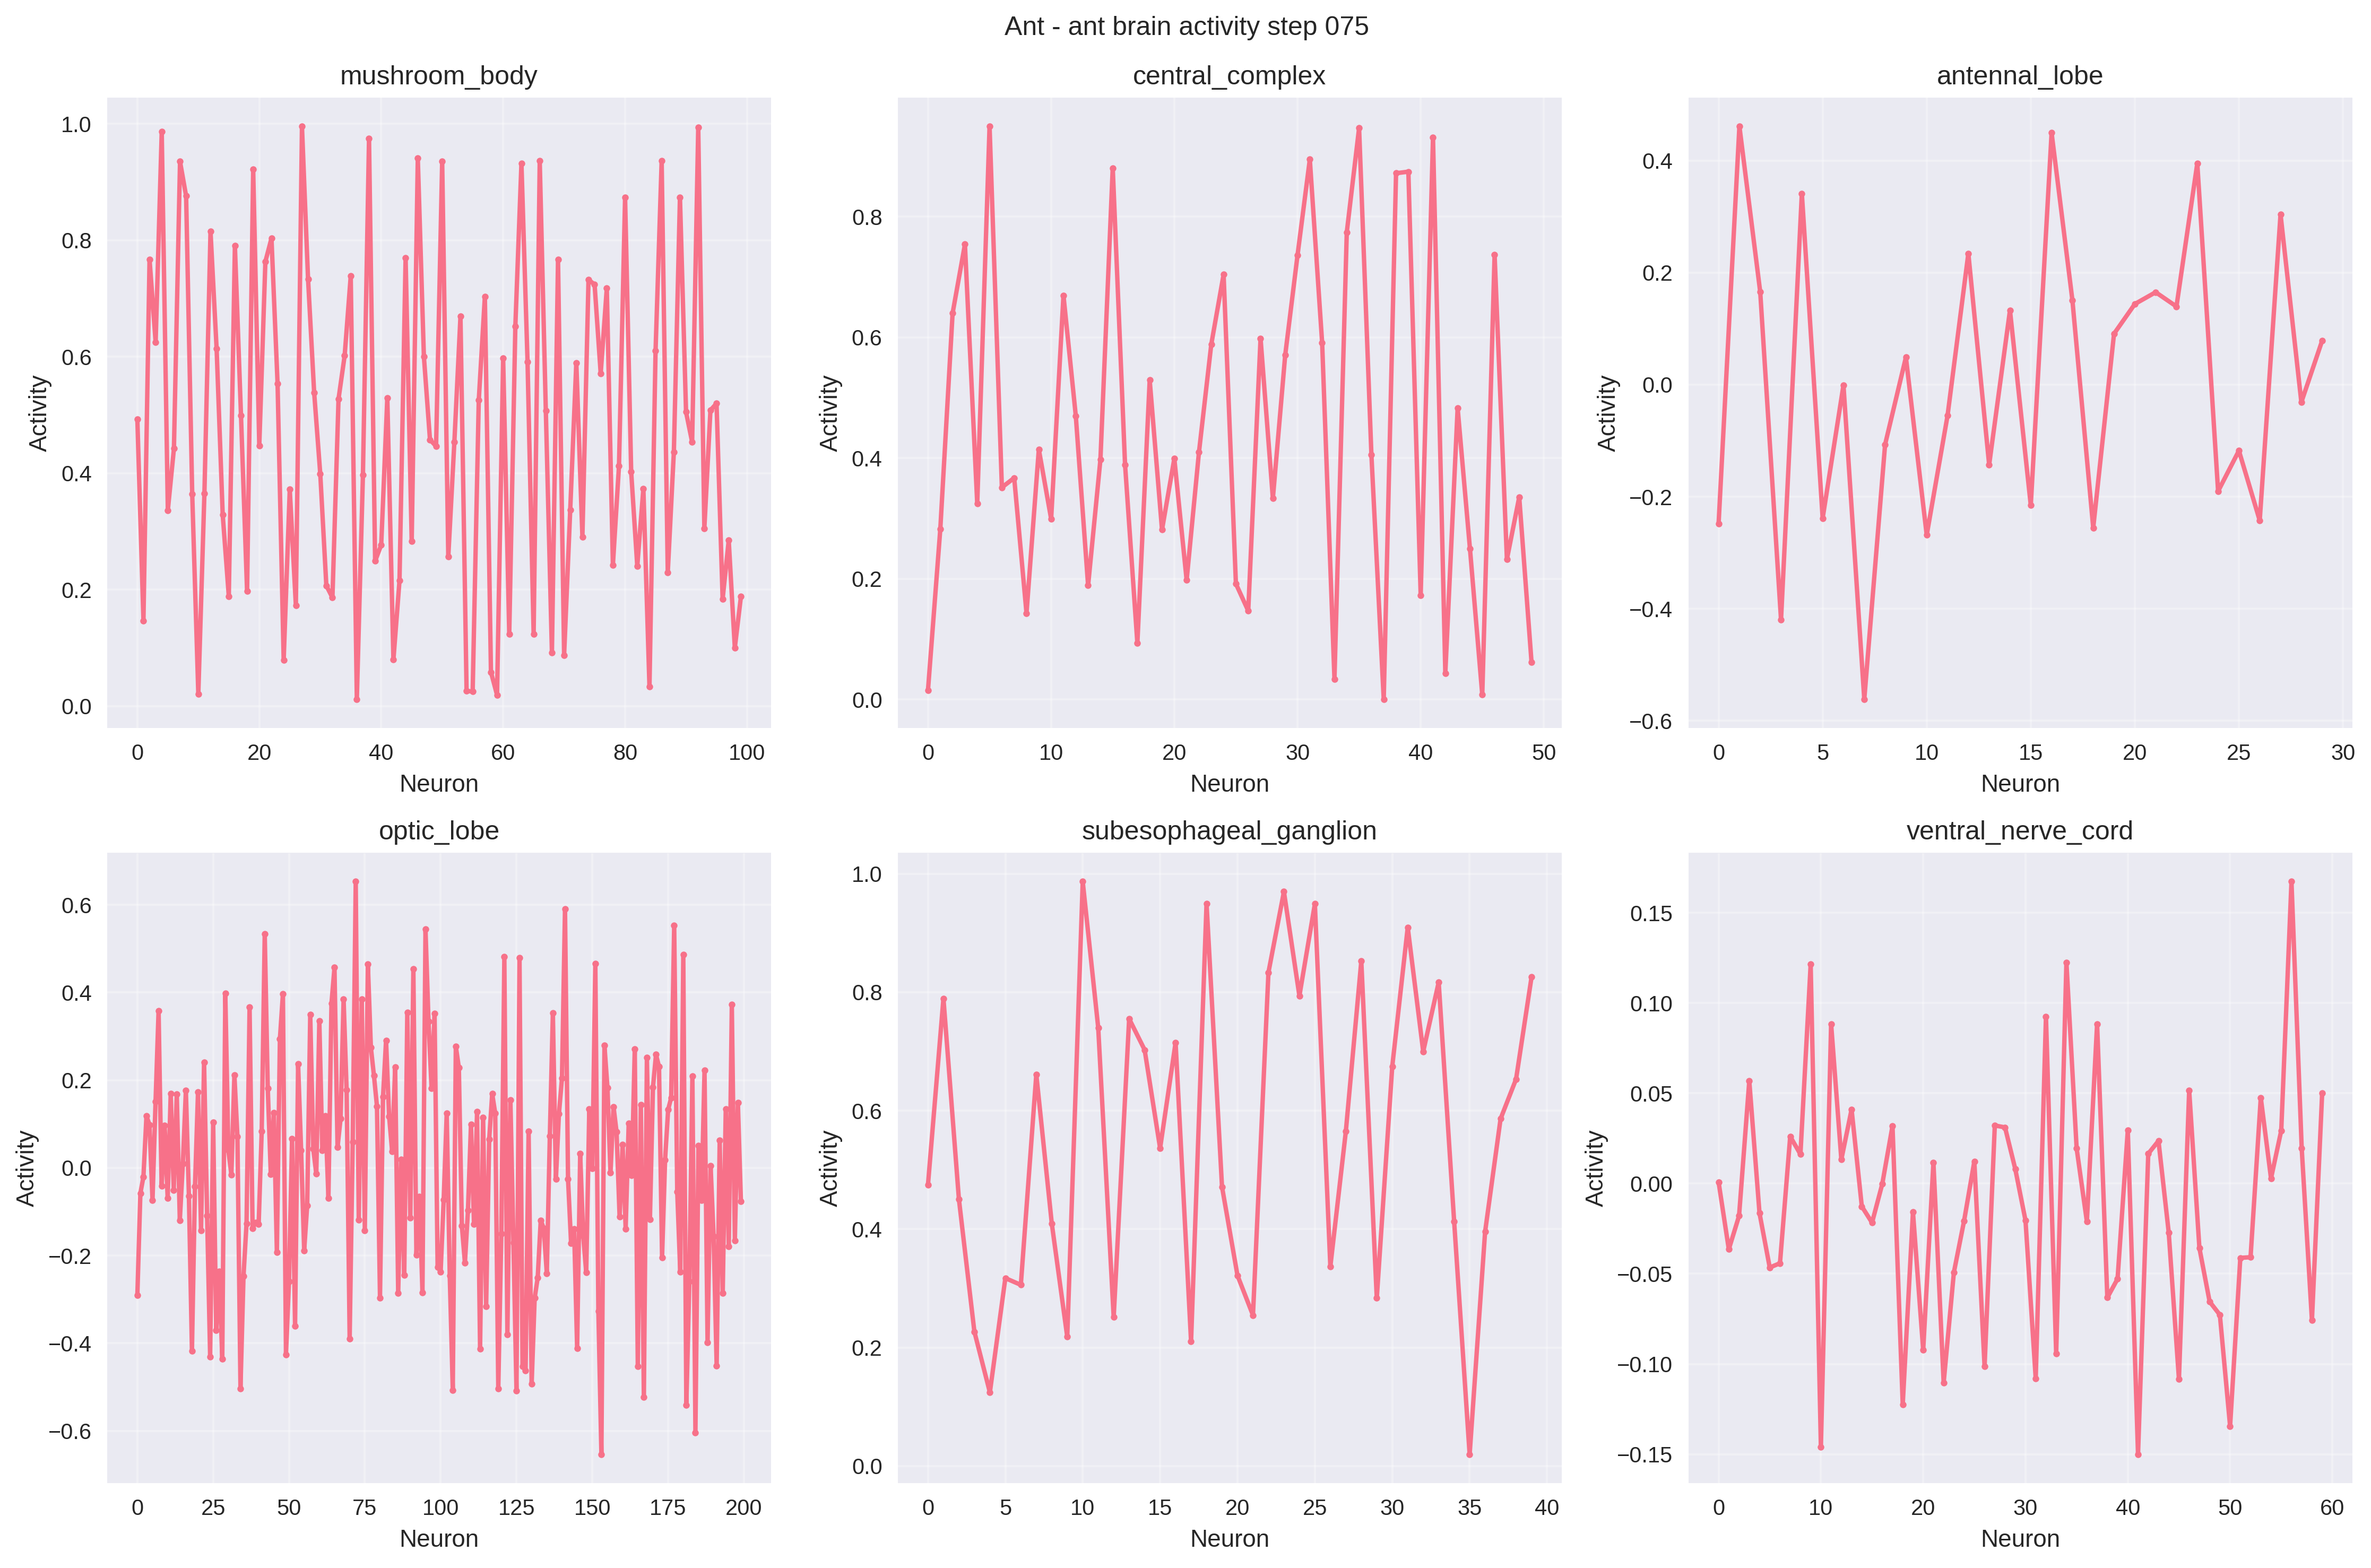 Ant - ant brain activity step 075
mushroom_body
central_complex
antennal_lobe
1.0
0.8
0.6
0.4
0.2
0.0
Activity
0 20 40 60 80 100
Neuron
0.8
0.6
0.4
0.2
0.0
Activity
0 10 20 30 40 50
Neuron
0.4
0.2
0.0
−0.2
−0.4
−0.6
Activity
0 5 10 15 20 25 30
Neuron
optic_lobe
subesophageal_ganglion
ventral_nerve_cord
0.6
0.4
0.2
0.0
−0.2
−0.4
−0.6
Activity
0 25 50 75 100 125 150 175 200
Neuron
1.0
0.8
0.6
0.4
0.2
0.0
Activity
0 5 10 15 20 25 30 35 40
Neuron
0.15
0.10
0.05
0.00
−0.05
−0.10
−0.15
Activity
0 10 20 30 40 50 60
Neuron